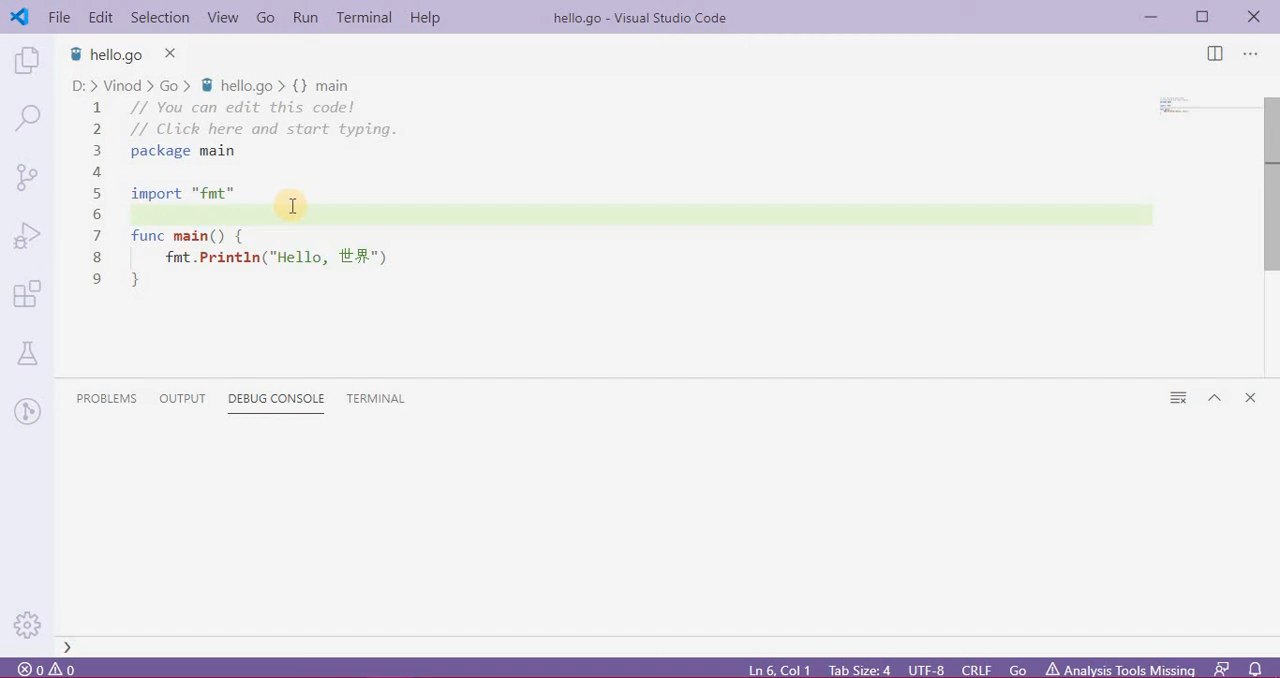 File Edit Selection View Go Run Terminal Help hello.go - Visual Studio Code
hello.go
D: > Vinod > Go > hello.go > {} main
1 // You can edit this code!
2 // Click here and start typing.
3 package main
4
5 import "fmt"
6
7 func main() {
8 fmt.Println("Hello, 世界")
9 }
PROBLEMS OUTPUT DEBUG CONSOLE TERMINAL
0 0 Ln 6, Col 1 Tab Size: 4 UTF-8 CRLF Go Analysis Tools Missing